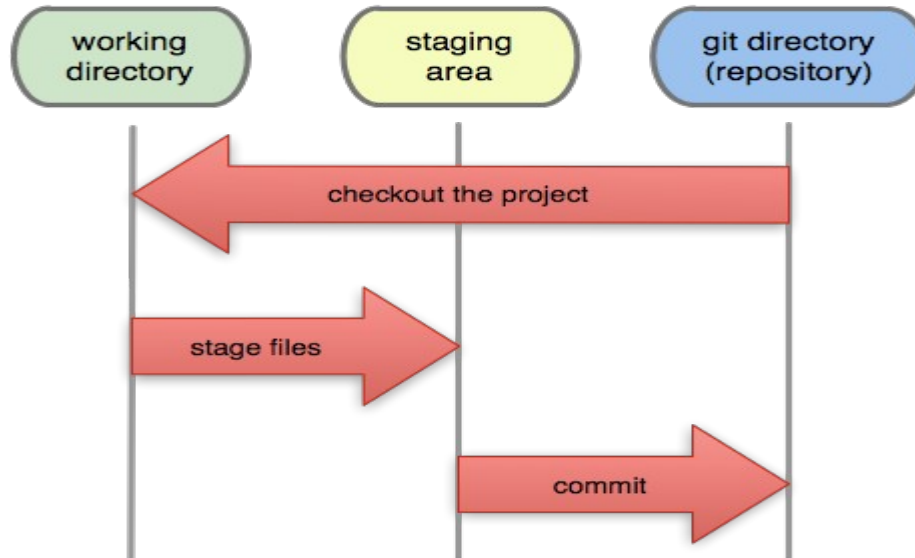 working
directory
staging
area
git directory
(repository)
checkout the project
stage files
commit